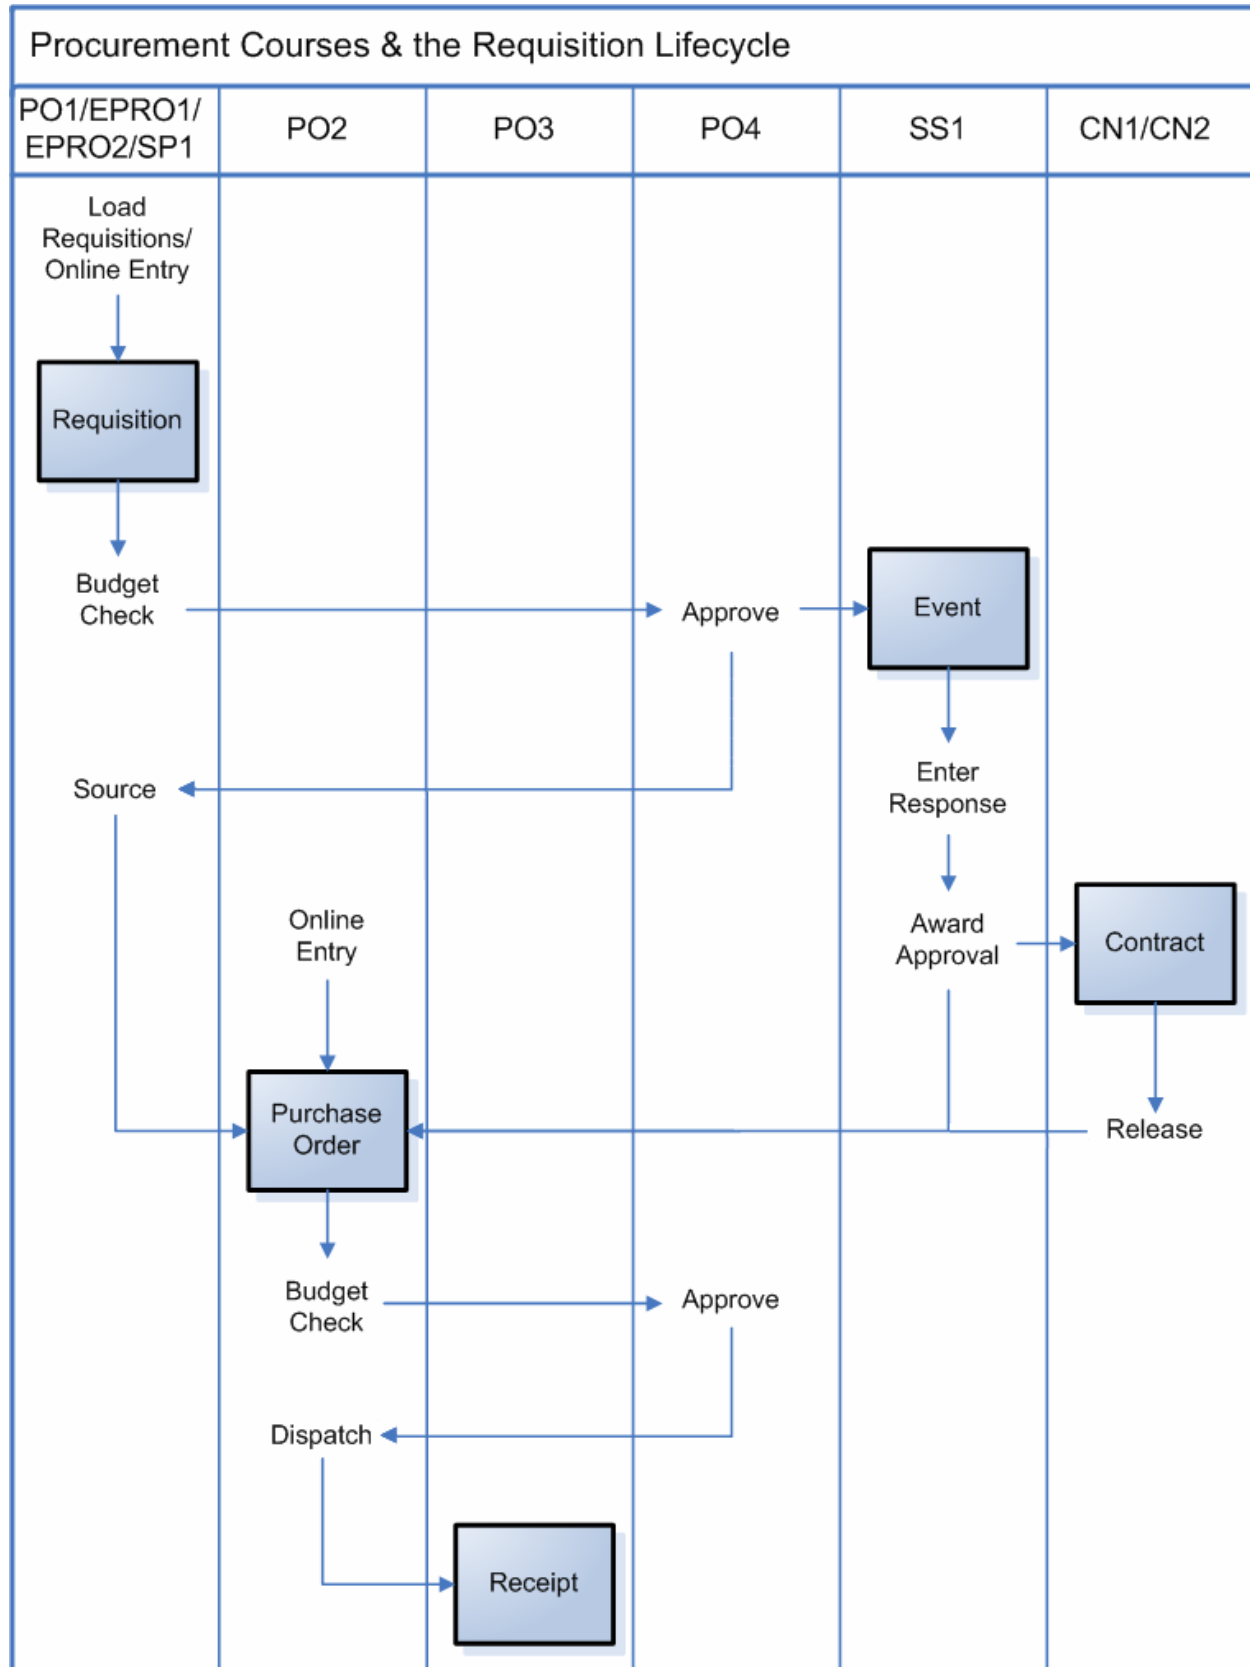 Procurement Courses & the Requisition Lifecycle
PO1/EPRO1/
EPRO2/SP1
PO2
PO3
PO4
SS1
CN1/CN2
Load
Requisitions/
Online Entry
Requisition
Budget
Check
Approve
Event
Source
Enter
Response
Online
Entry
Award
Approval
Contract
Purchase
Order
Release
Budget
Check
Approve
Dispatch
Receipt